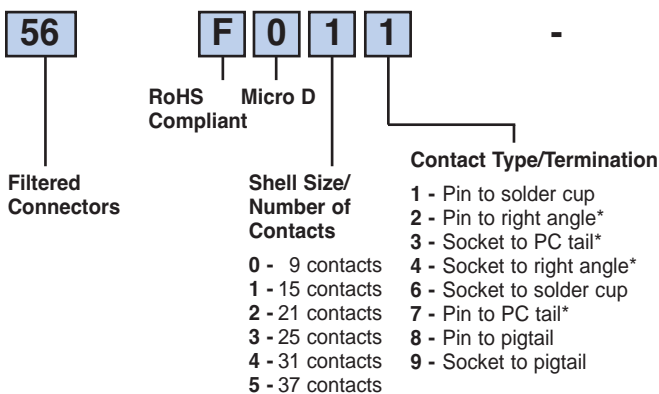 56 F 0 1 1 -
RoHS Compliant
Micro D
Filtered Connectors
Shell Size/
Number of
Contacts
0 - 9 contacts
1 - 15 contacts
2 - 21 contacts
3 - 25 contacts
4 - 31 contacts
5 - 37 contacts
Contact Type/Termination
1 - Pin to solder cup
2 - Pin to right angle*
3 - Socket to PC tail*
4 - Socket to right angle*
6 - Socket to solder cup
7 - Pin to PC tail*
8 - Pin to pigtail
9 - Socket to pigtail